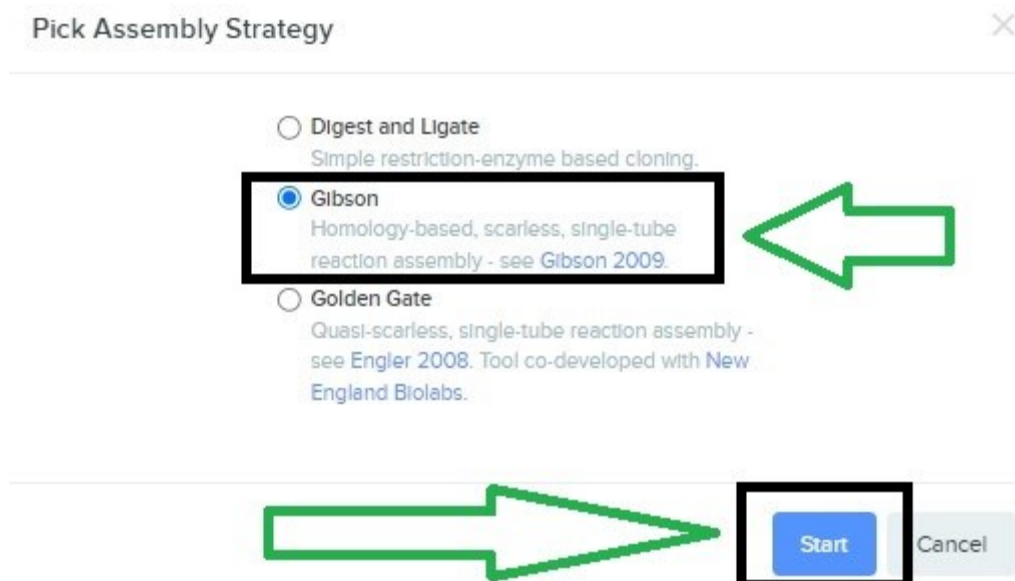 Pick Assembly Strategy
Digest and Ligate
Simple restriction-enzyme based cloning.
Gibson
Homology-based, scarless, single-tube
reaction assembly - see Gibson 2009.
Golden Gate
Quasi-scarless, single-tube reaction assembly -
see Engler 2008. Tool co-developed with New
England Biolabs.
Start Cancel